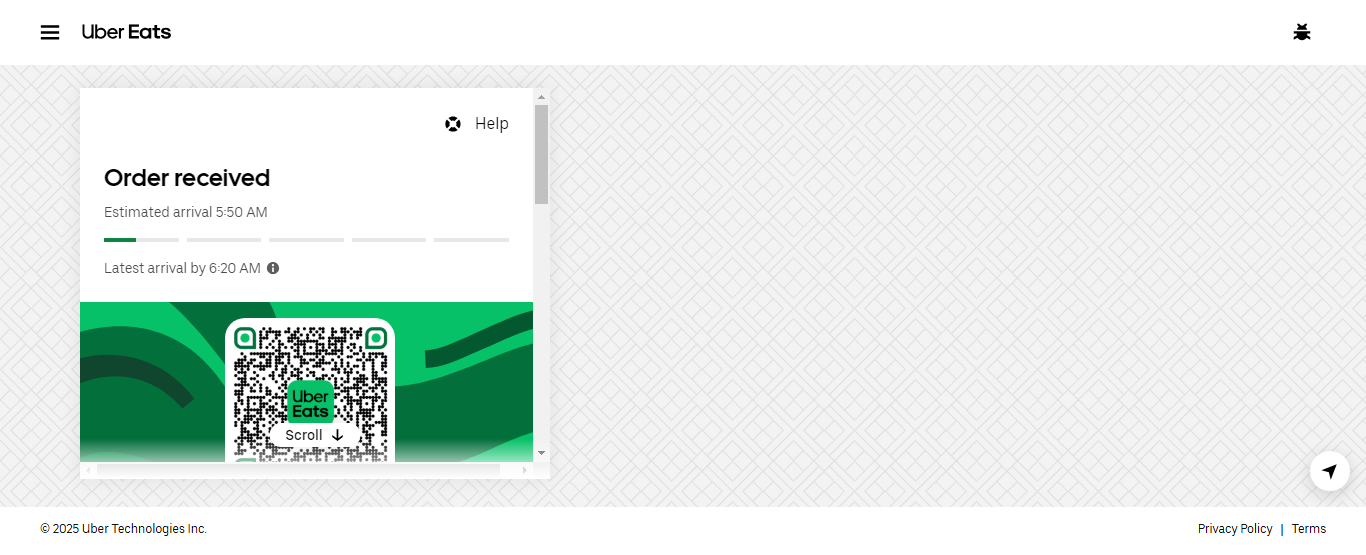 Uber Eats
Help
Order received
Estimated arrival 5:50 AM
Latest arrival by 6:20 AM
Uber
Eats
Scroll
© 2025 Uber Technologies Inc.
Privacy Policy | Terms